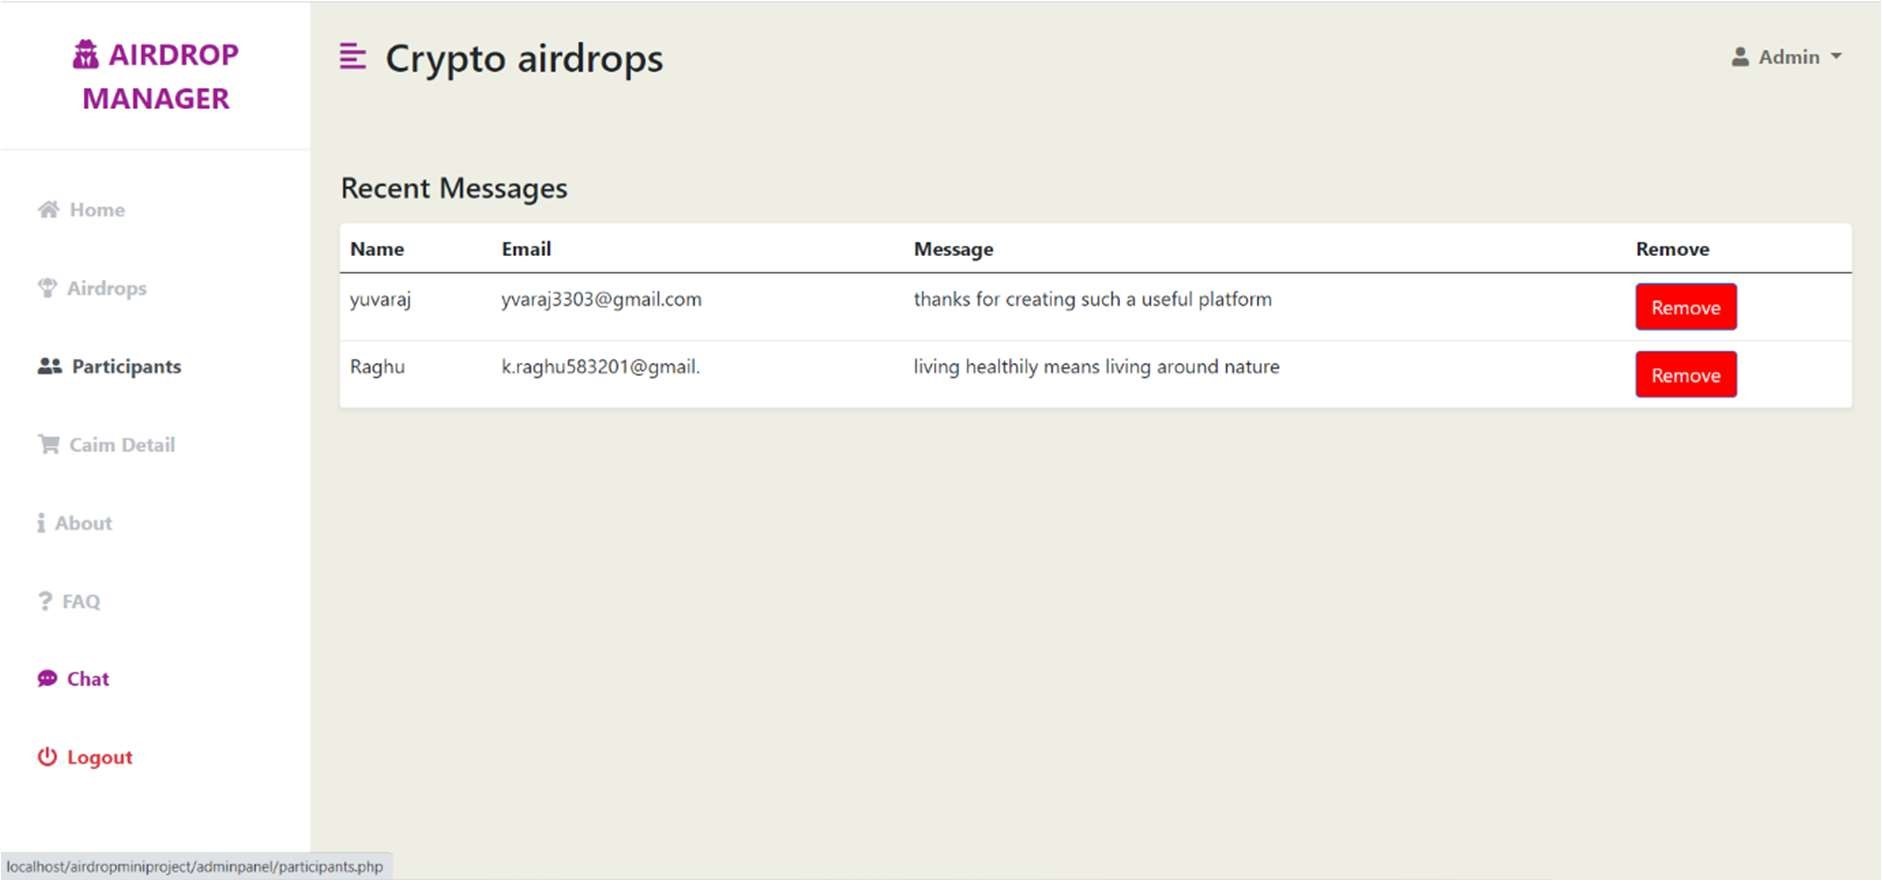 AIRDROP
MANAGER
Crypto airdrops
Admin
Home
Airdrops
Participants
Caim Detail
About
FAQ
Chat
Logout
Recent Messages
Name Email Message Remove
yuvaraj yvaraj3303@gmail.com thanks for creating such a useful platform Remove
Raghu k.raghu583201@gmail. living healthily means living around nature Remove
localhost/airdropminiproject/adminpanel/participants.php